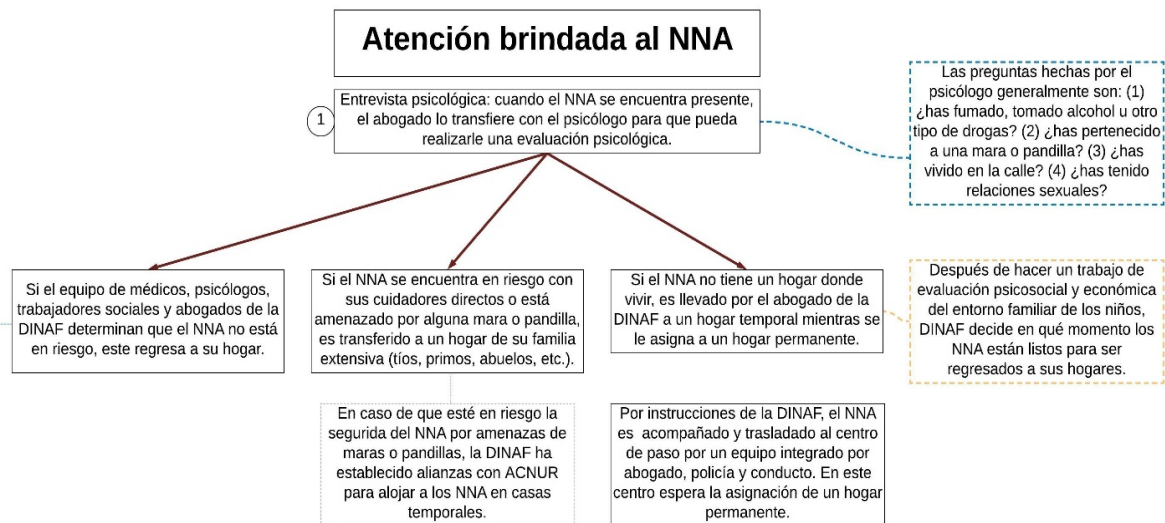 Atención brindada al NNA
1
Entrevista psicológica: cuando el NNA se encuentra presente,
el abogado lo transfiere con el psicólogo para que pueda
realizarle una evaluación psicológica.
Las preguntas hechas por el
psicólogo generalmente son: (1)
¿has fumado, tomado alcohol u otro
tipo de drogas? (2) ¿has pertenecido
a una mara o pandilla? (3) ¿has
vivido en la calle? (4) ¿has tenido
relaciones sexuales?
Si el equipo de médicos, psicólogos,
trabajadores sociales y abogados de la
DINAF determinan que el NNA no está
en riesgo, este regresa a su hogar.
Si el NNA se encuentra en riesgo con
sus cuidadores directos o está
amenazado por alguna mara o pandilla,
es transferido a un hogar de su familia
extensiva (tíos, primos, abuelos, etc.).
Si el NNA no tiene un hogar donde
vivir, es llevado por el abogado de la
DINAF a un hogar temporal mientras se
le asigna a un hogar permanente.
Después de hacer un trabajo de
evaluación psicosocial y económica
del entorno familiar de los niños,
DINAF decide en qué momento los
NNA están listos para ser
regresados a sus hogares.
En caso de que esté en riesgo la
segurida del NNA por amenazas de
maras o pandillas, la DINAF ha
establecido alianzas con ACNUR
para alojar a los NNA en casas
temporales.
Por instrucciones de la DINAF, el NNA
es acompañado y trasladado al centro
de paso por un equipo integrado por
abogado, policía y conducto. En este
centro espera la asignación de un hogar
permanente.